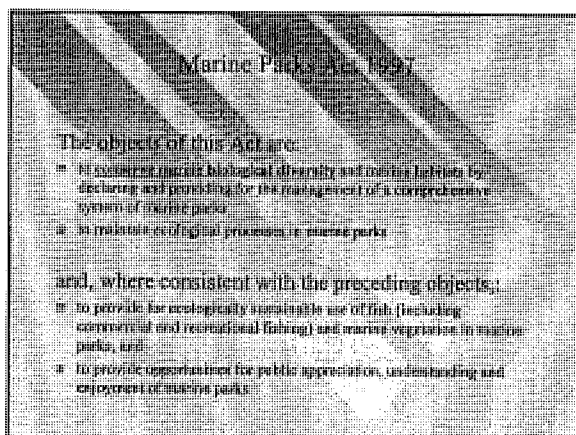 Marine Parks Act 1997
The objects of this Act are:
to conserve marine biological diversity and marine habitats by
declaring and providing for the management of a comprehensive
system of marine parks
to maintain ecological processes in marine parks
and, where consistent with the preceding objects,:
to provide for ecologically sustainable use of fish (including
commercial and recreational fishing) and marine vegetation in marine
parks, and
to provide opportunities for public appreciation, understanding and
enjoyment of marine parks